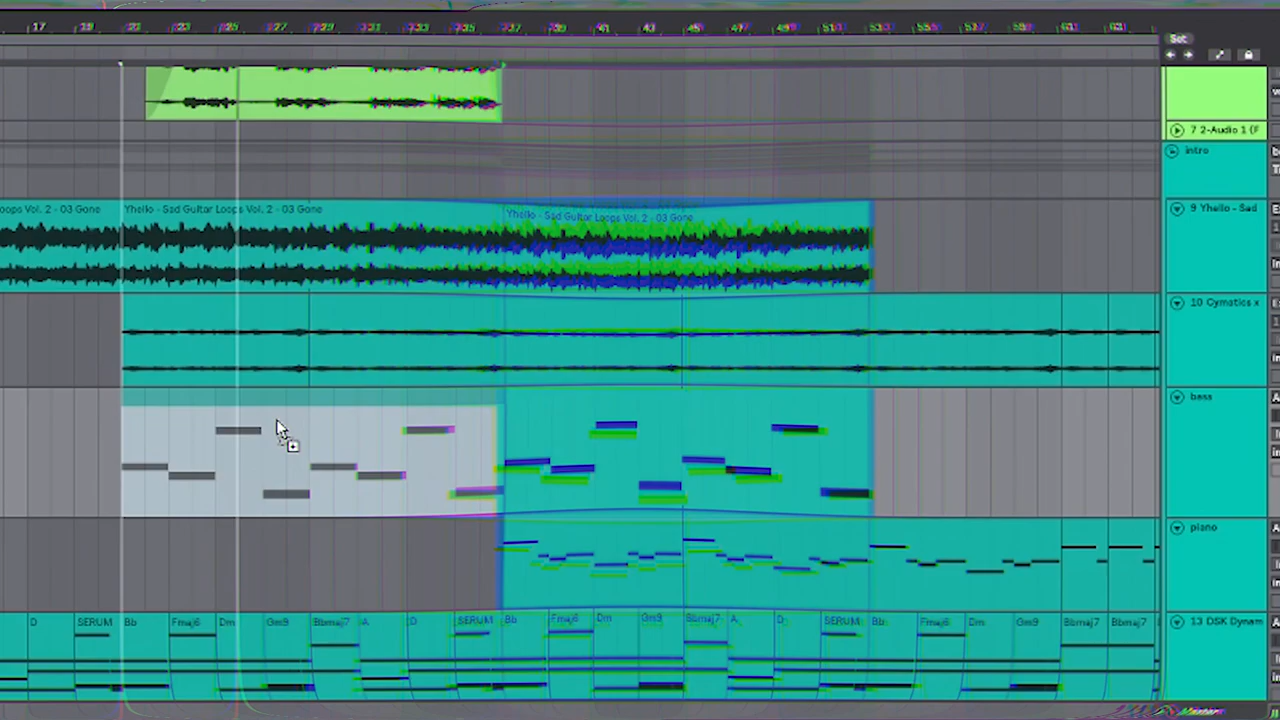 17 19 21 23 25 27 29 31 33 35 37 39 41 43 45 47 49 51 53 55 57 59 61 63
Set
7 2-Audio 1 (F
intro
oops Vol. 2 - 03 Gone
Yhello - Sad Guitar Loops Vol. 2 - 03 Gone
Yhello - Sad Guitar Loops Vol. 2 - 03 Gone
9 Yhello - Sad
10 Cymatics x
bass
piano
D SERUM Bb Fmaj6 Dm Gm9 Bbmaj7 A D SERUM Bb Fmaj6 Dm Gm9 Bbmaj7 A D SERUM Bb Fmaj6 Dm Gm9 Bbmaj7 Bbmaj7
13 DSK Dynam
Master